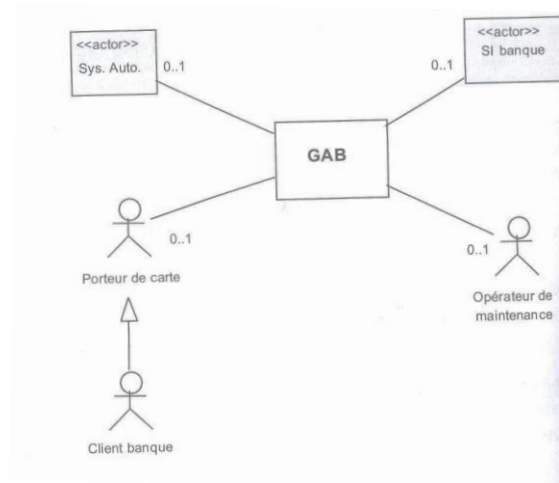 <<actor>>
Sys. Auto.
0..1
<<actor>>
SI banque
0..1
GAB
0..1
Porteur de carte
0..1
Opérateur de
maintenance
Client banque